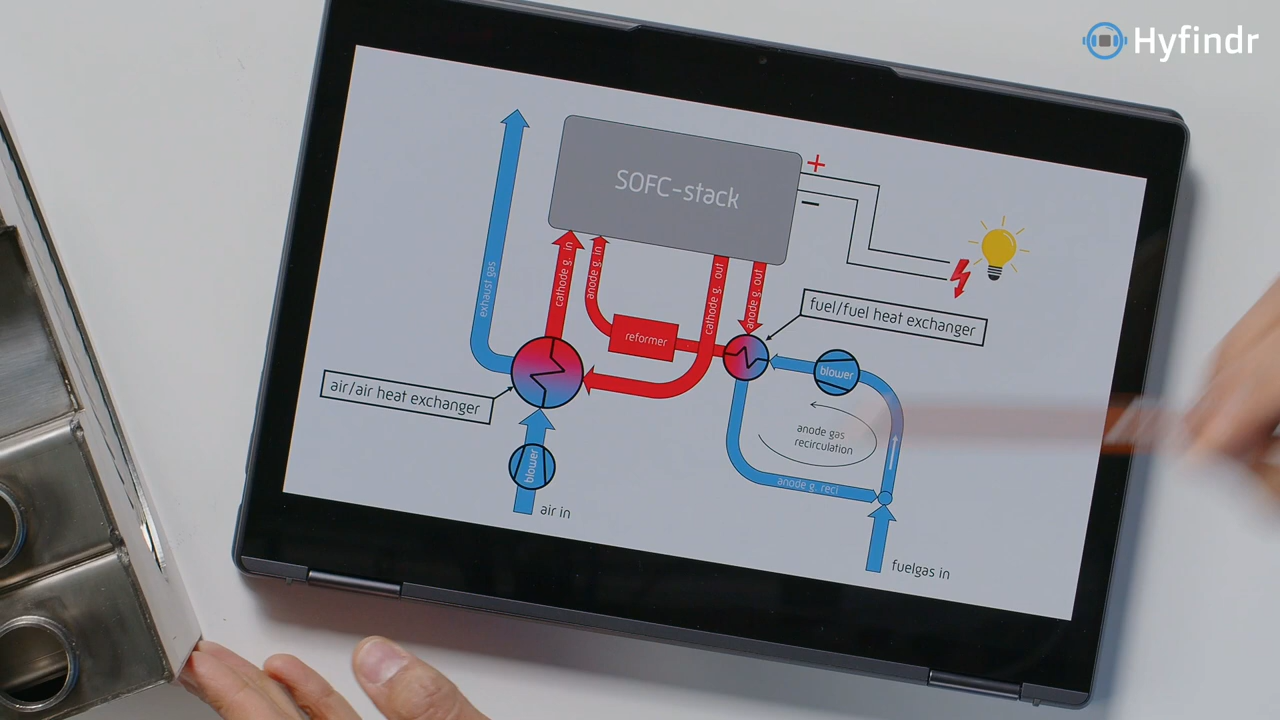 Hyfindr
SOFC-stack
+
−
exhaust gas
cathode g. in
anode g. in
cathode g. out
anode g. out
fuel/fuel heat exchanger
reformer
blower
air/air heat exchanger
anode gas
recirculation
blower
anode g. reci
air in
fuelgas in